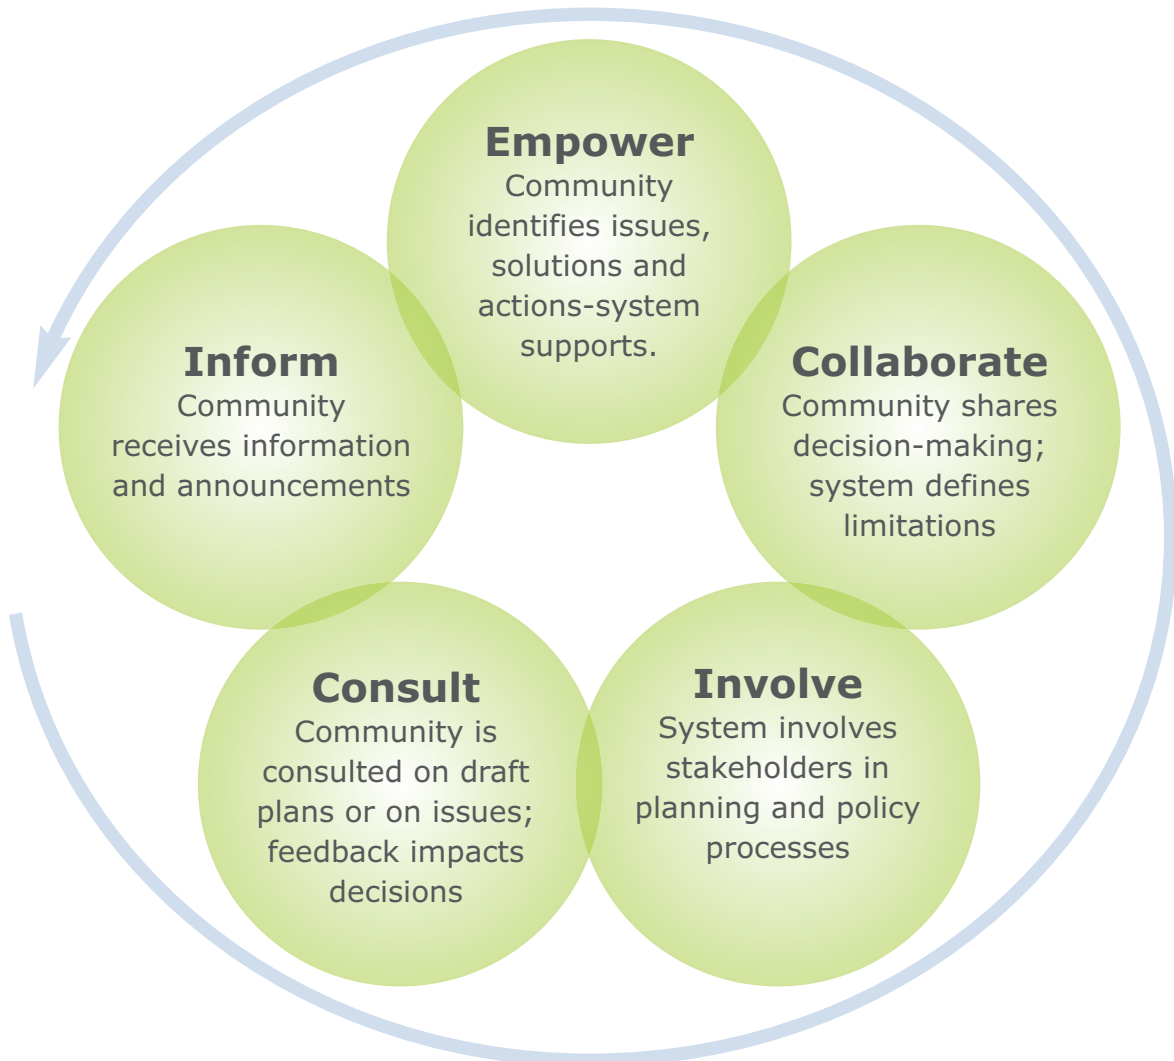 Empower
Community
identifies issues,
solutions and
actions-system
supports.
Inform
Community
receives information
and announcements
Collaborate
Community shares
decision-making;
system defines
limitations
Consult
Community is
consulted on draft
plans or on issues;
feedback impacts
decisions
Involve
System involves
stakeholders in
planning and policy
processes